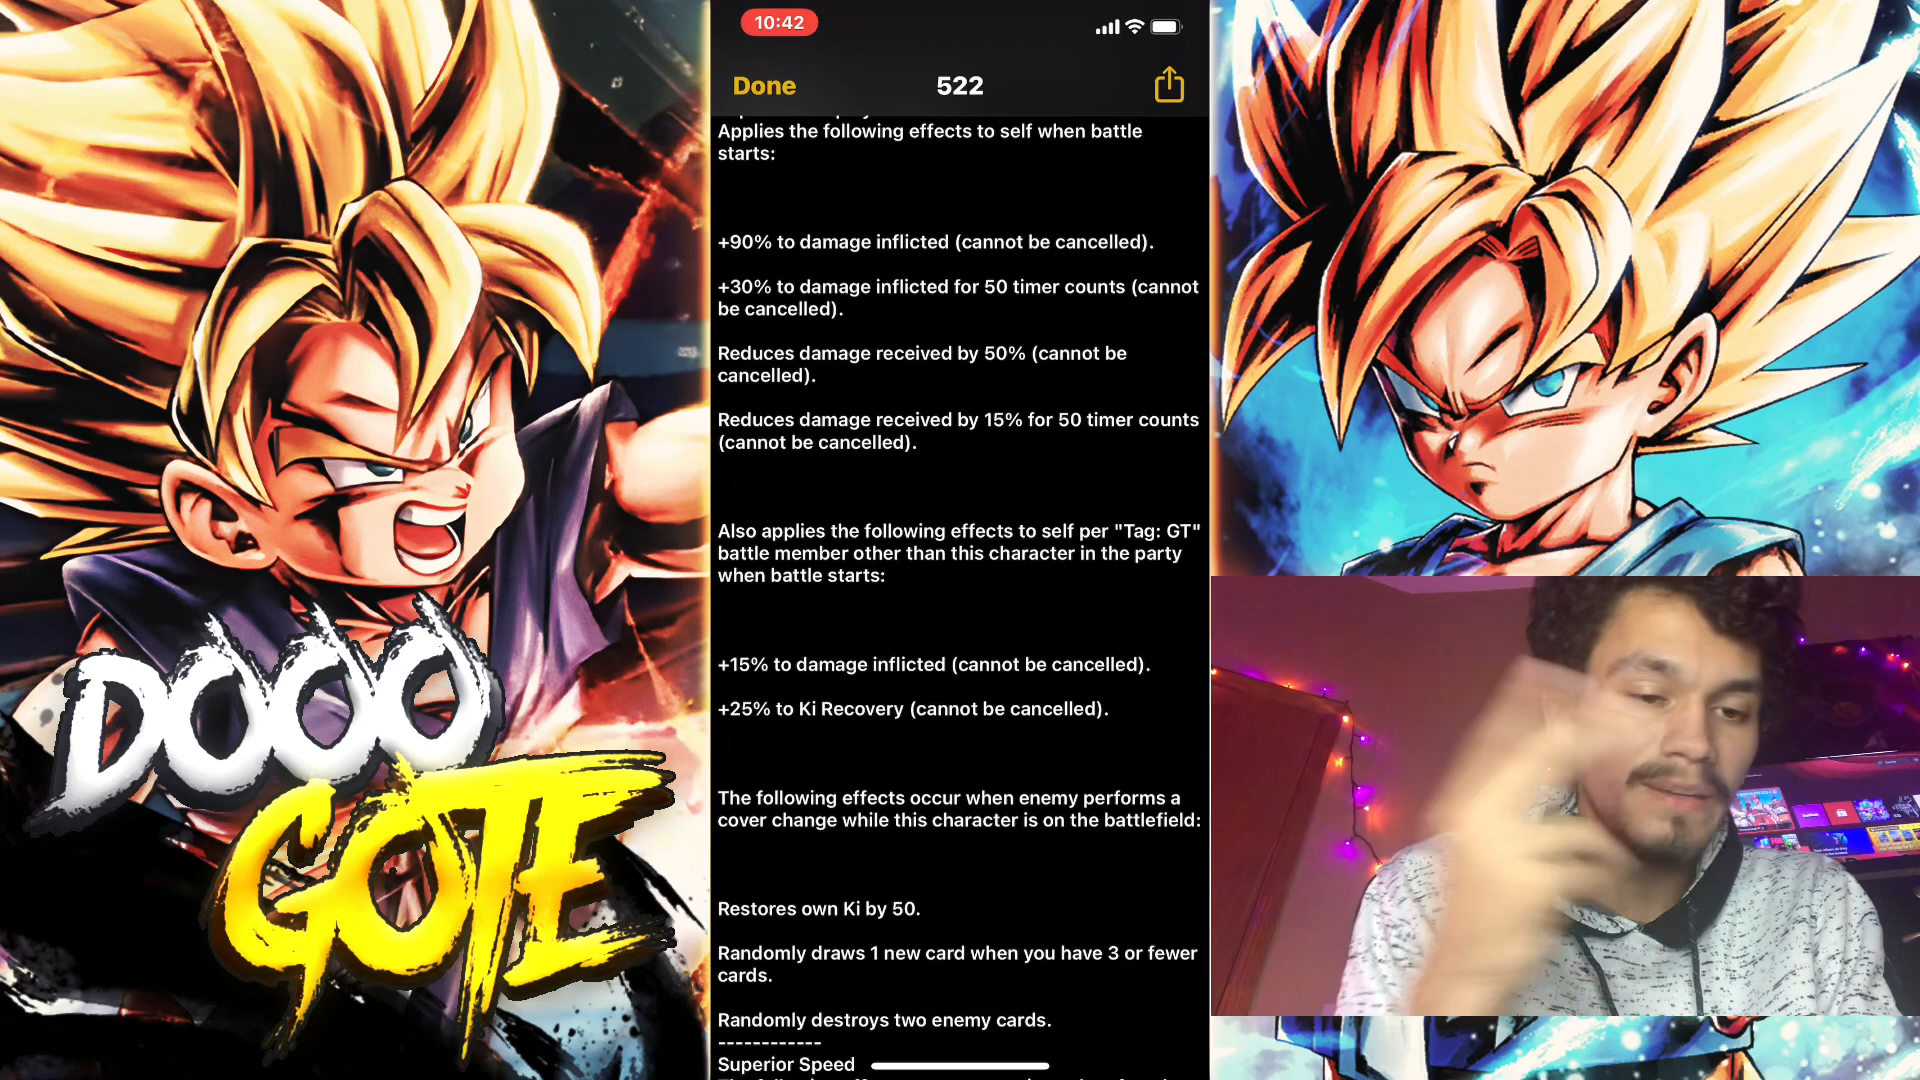 10:42
Done
522
Applies the following effects to self when battle
starts:
+90% to damage inflicted (cannot be cancelled).
+30% to damage inflicted for 50 timer counts (cannot
be cancelled).
Reduces damage received by 50% (cannot be
cancelled).
Reduces damage received by 15% for 50 timer counts
(cannot be cancelled).
Also applies the following effects to self per "Tag: GT"
battle member other than this character in the party
when battle starts:
+15% to damage inflicted (cannot be cancelled).
+25% to Ki Recovery (cannot be cancelled).
The following effects occur when enemy performs a
cover change while this character is on the battlefield:
Restores own Ki by 50.
Randomly draws 1 new card when you have 3 or fewer
cards.
Randomly destroys two enemy cards.
------------
Superior Speed
DOOO
GOTE